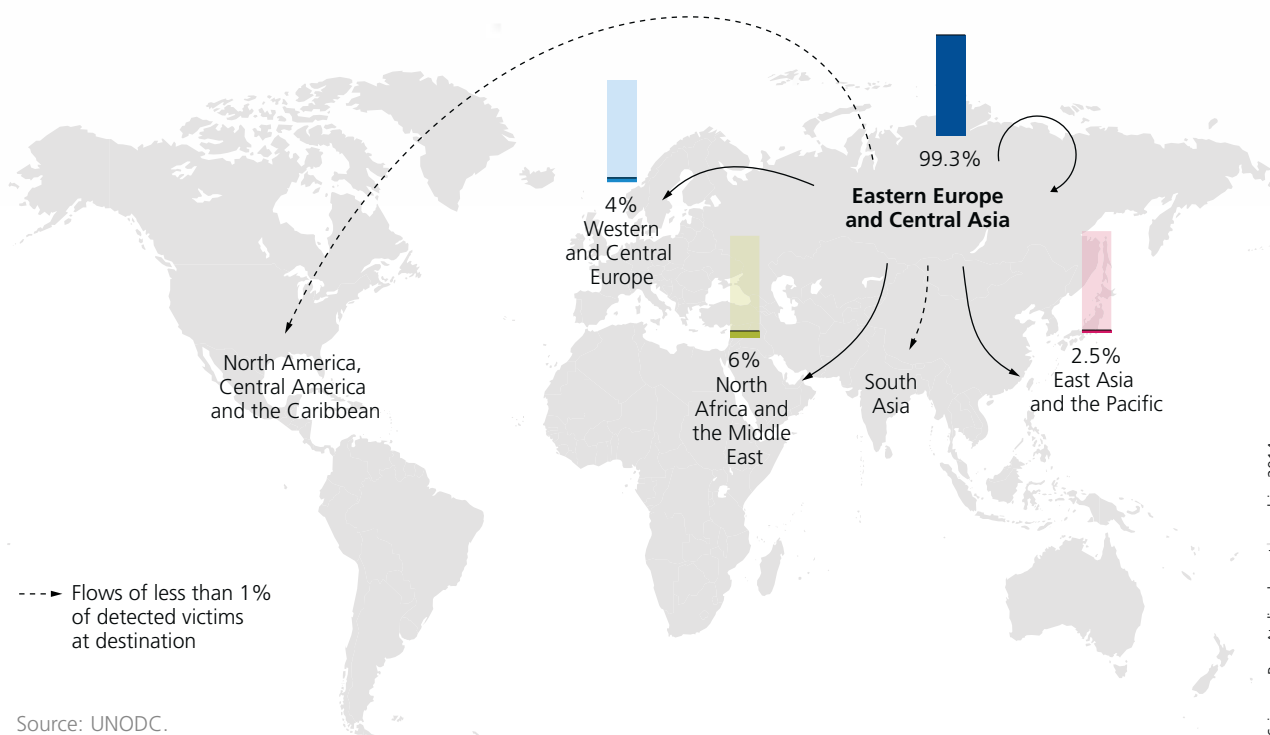 99.3%
Eastern Europe
and Central Asia
4%
Western
and Central
Europe
6%
North
Africa and
the Middle
East
South
Asia
2.5%
East Asia
and the Pacific
North America,
Central America
and the Caribbean
Flows of less than 1%
of detected victims
at destination
Source: UNODC.